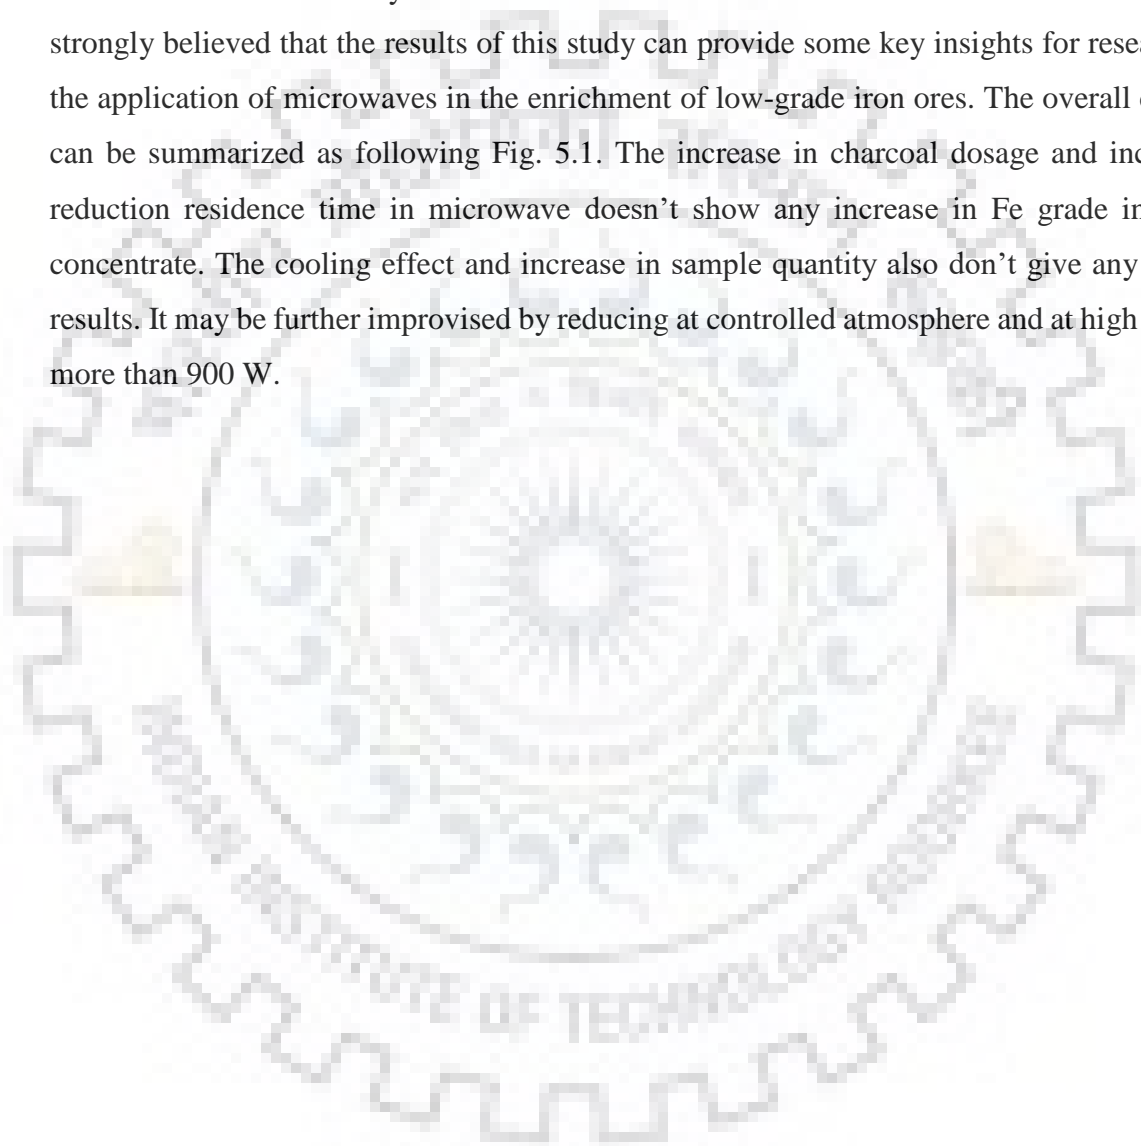 strongly believed that the results of this study can provide some key insights for
the application of microwaves in the enrichment of low-grade iron ores. The overall
can be summarized as following Fig. 5.1. The increase in charcoal dosage and
reduction residence time in microwave doesn’t show any increase in Fe grade in
concentrate. The cooling effect and increase in sample quantity also don’t give any
results. It may be further improvised by reducing at controlled atmosphere and at high
more than 900 W.
INSTITUTE OF TECHNOLOGY